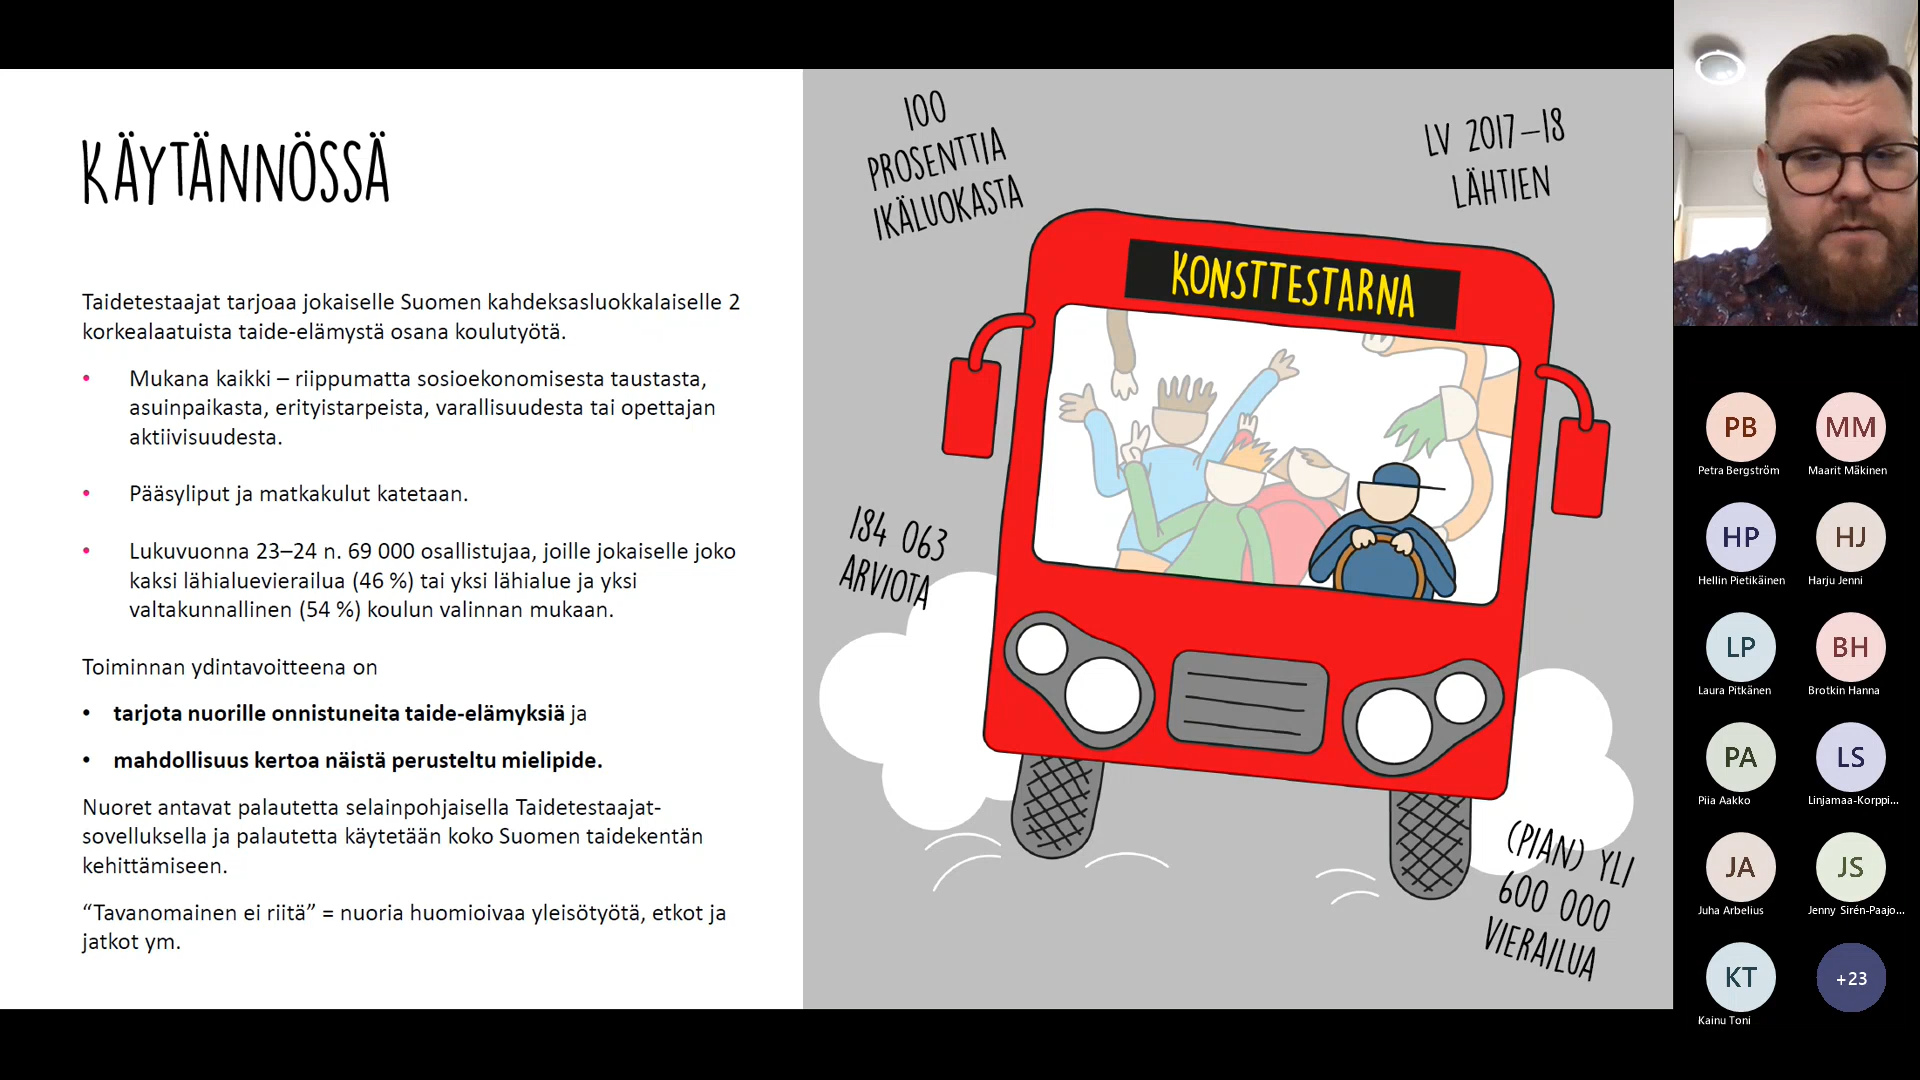 KÄYTÄNNÖSSÄ
Taidetestaajat tarjoaa jokaiselle Suomen kahdeksasluokkalaiselle 2
korkealaatuista taide-elämystä osana koulutyötä.
• Mukana kaikki – riippumatta sosioekonomisesta taustasta,
asuinpaikasta, erityistarpeista, varallisuudesta tai opettajan
aktiivisuudesta.
• Pääsyliput ja matkakulut katetaan.
• Lukuvuonna 23–24 n. 69 000 osallistujaa, joille jokaiselle joko
kaksi lähialuevierailua (46 %) tai yksi lähialue ja yksi
valtakunnallinen (54 %) koulun valinnan mukaan.
Toiminnan ydintavoitteena on
• tarjota nuorille onnistuneita taide-elämyksiä ja
• mahdollisuus kertoa näistä perusteltu mielipide.
Nuoret antavat palautetta selainpohjaisella Taidetestaajat-
sovelluksella ja palautetta käytetään koko Suomen taidekentän
kehittämiseen.
“Tavanomainen ei riitä” = nuoria huomioivaa yleisötyötä, etkot ja
jatkot ym.
100
PROSENTTIA
IKÄLUOKASTA
LV 2017–18
LÄHTIEN
KONSTTESTARNA
184 063
ARVIOTA
(PIAN) YLI
600 000
VIERAILUA
PB
Petra Bergström
MM
Maarit Mäkinen
HP
Hellin Pietikäinen
HJ
Harju Jenni
LP
Laura Pitkänen
BH
Brotkin Hanna
PA
Piia Aakko
LS
Linjamaa-Korppi...
JA
Juha Arbelius
JS
Jenny Sirén-Paajo...
KT
Kainu Toni
+23